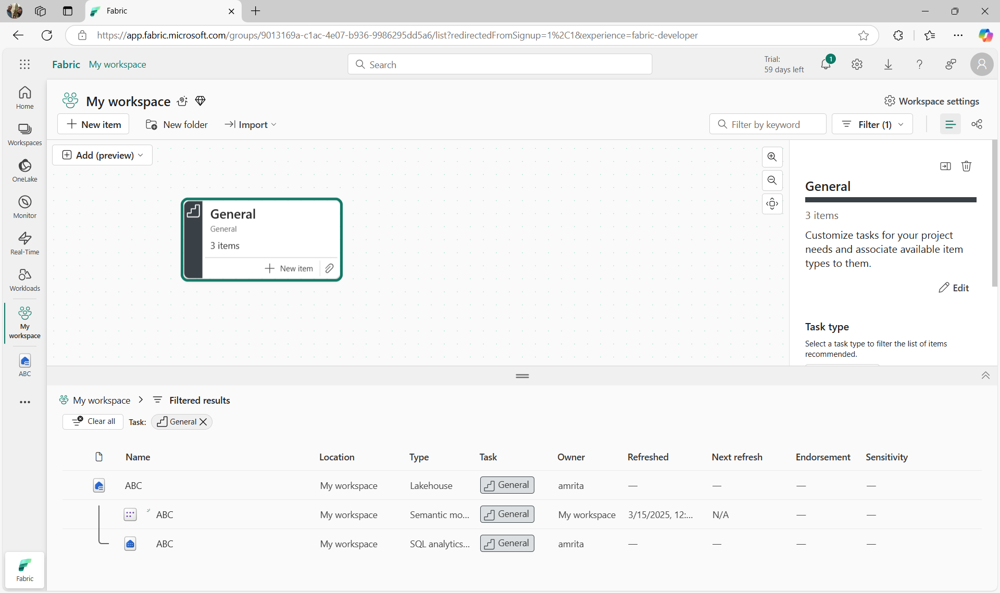 Fabric
https://app.fabric.microsoft.com/groups/9013169a-c1ac-4e07-b936-9986295dd5a6/list?redirectedFromSignup=1%2C1&experience=fabric-developer
Fabric My workspace
Search
Trial:
59 days left
1
Home
Workspaces
OneLake
Monitor
Real-Time
Workloads
My
workspace
ABC
Fabric
My workspace
Workspace settings
New item
New folder
Import
Filter by keyword
Filter (1)
Add (preview)
General
General
3 items
New item
General
3 items
Customize tasks for your project
needs and associate available item
types to them.
Edit
Task type
Select a task type to filter the list of items
recommended.
My workspace > Filtered results
Clear all Task: General
Name Location Type Task Owner Refreshed Next refresh Endorsement Sensitivity
ABC My workspace Lakehouse General amrita — — — —
ABC My workspace Semantic mo... General My workspace 3/15/2025, 12:... N/A — —
ABC My workspace SQL analytics... General amrita — — — —